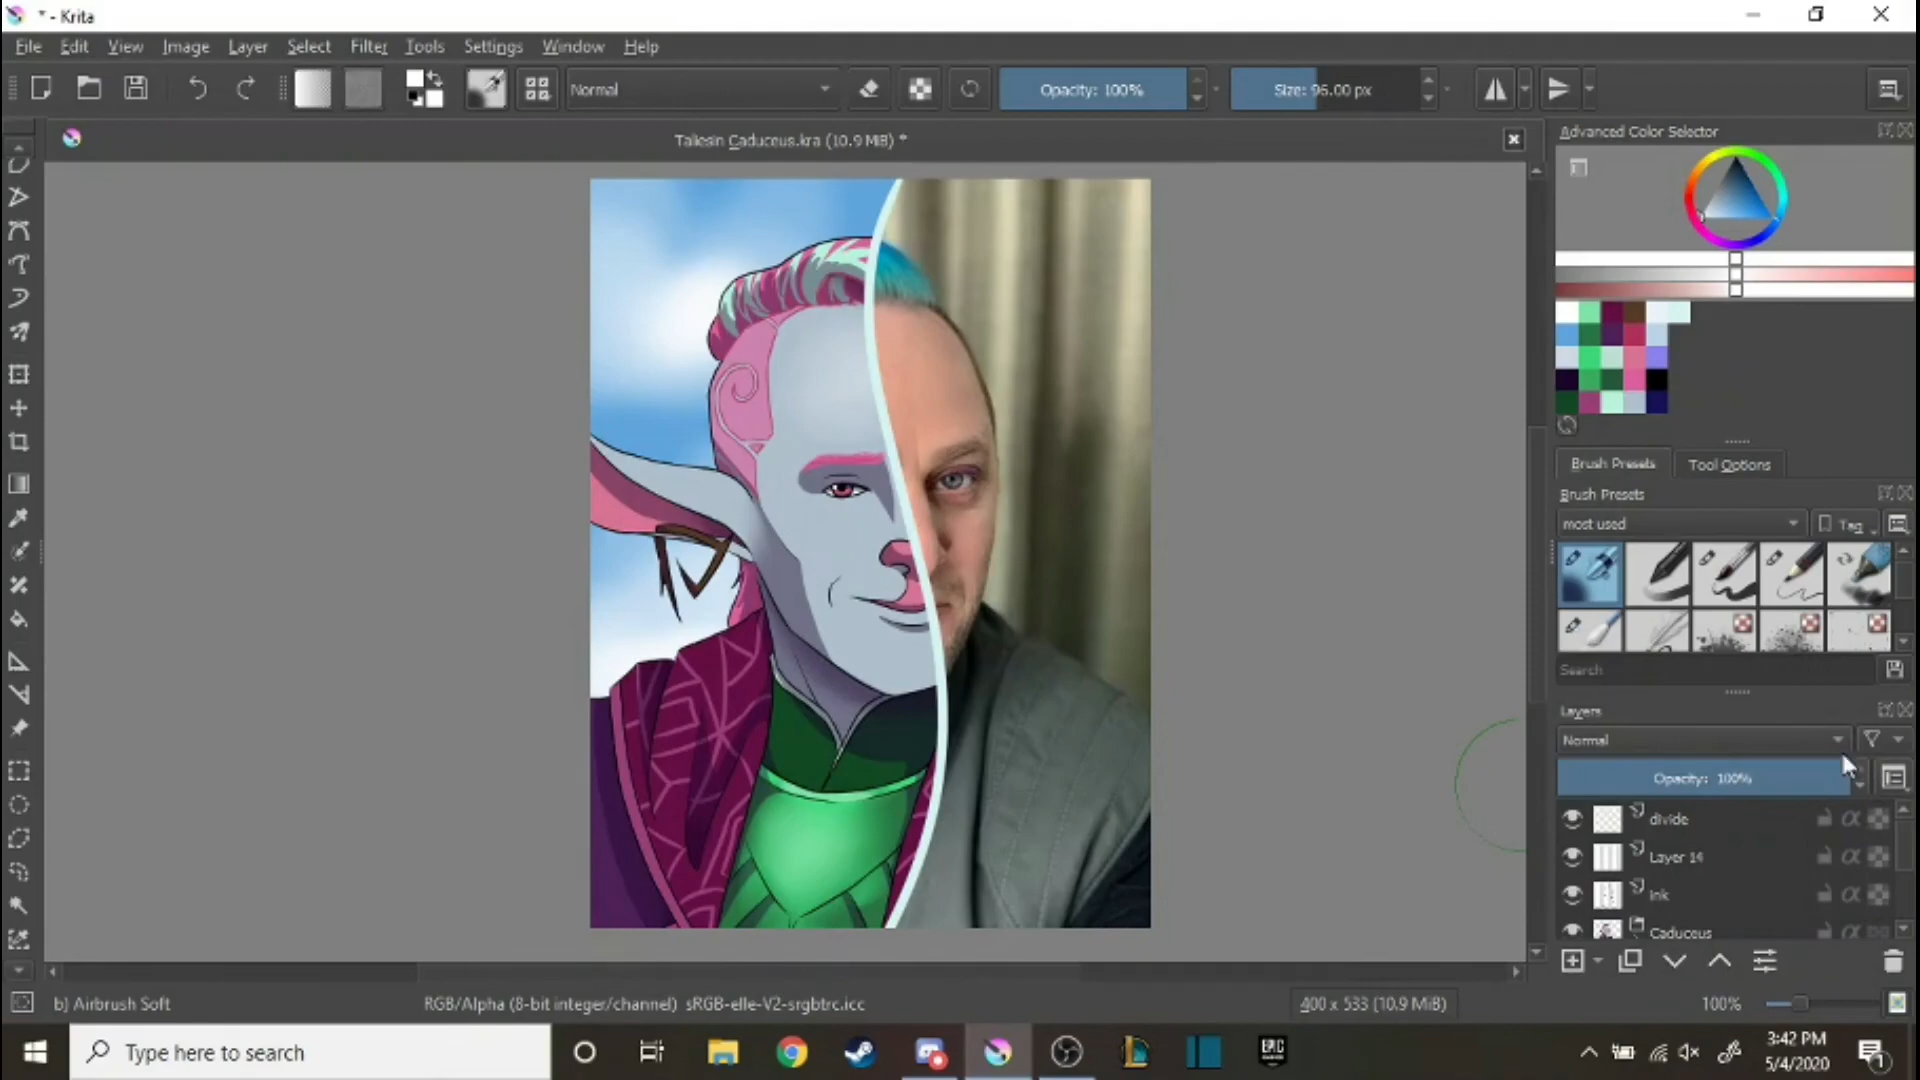 * - Krita
File Edit View Image Layer Select Filter Tools Settings Window Help
Normal
Opacity: 100%
Size: 96.00 px
Taliesin Caduceus.kra (10.9 MiB) *
Advanced Color Selector
Brush Presets
Tool Options
Brush Presets
most used
Tag
Search
Layers
Normal
Opacity: 100%
divide
Layer 14
ink
Caduceus
b) Airbrush Soft
RGB/Alpha (8-bit integer/channel) sRGB-elle-V2-srgbtrc.icc
400 x 533 (10.9 MiB)
100%
Type here to search
EPIC
3:42 PM
5/4/2020
1